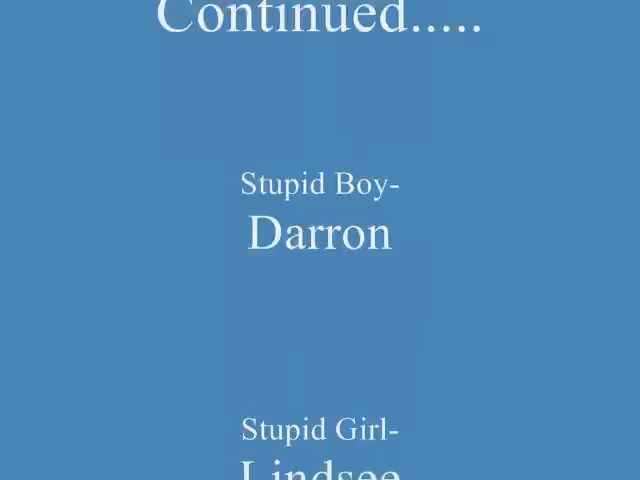 Continued.....
Stupid Boy-
Darron
Stupid Girl-
Lindsee